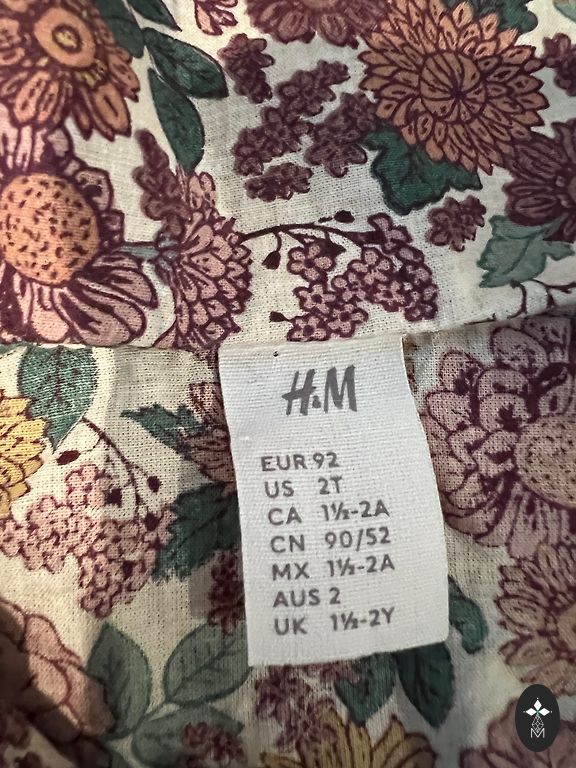 H&M
EUR 92
US 2T
CA 1½-2A
CN 90/52
MX 1½-2A
AUS 2
UK 1½-2Y
M